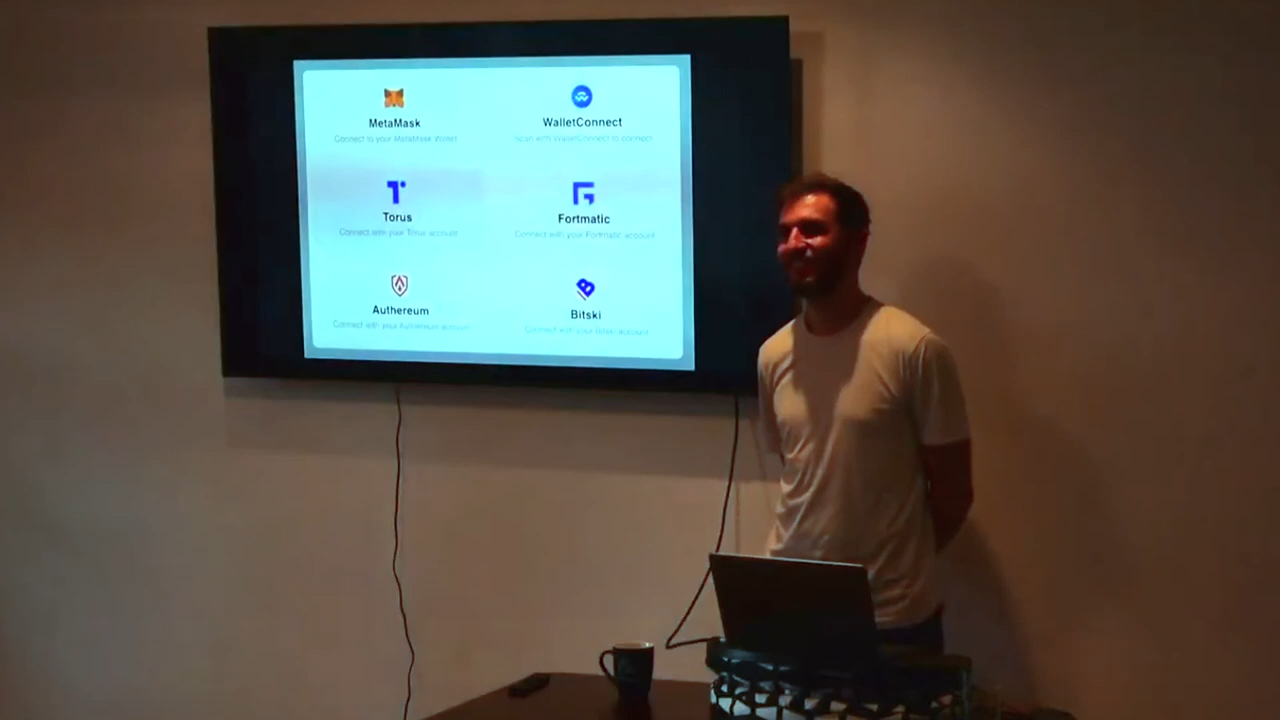 MetaMask
Connect to your MetaMask Wallet
WalletConnect
Scan with WalletConnect to connect
Torus
Connect with your Torus account
Fortmatic
Connect with your Fortmatic account
Authereum
Connect with your Authereum account
Bitski
Connect with your Bitski account